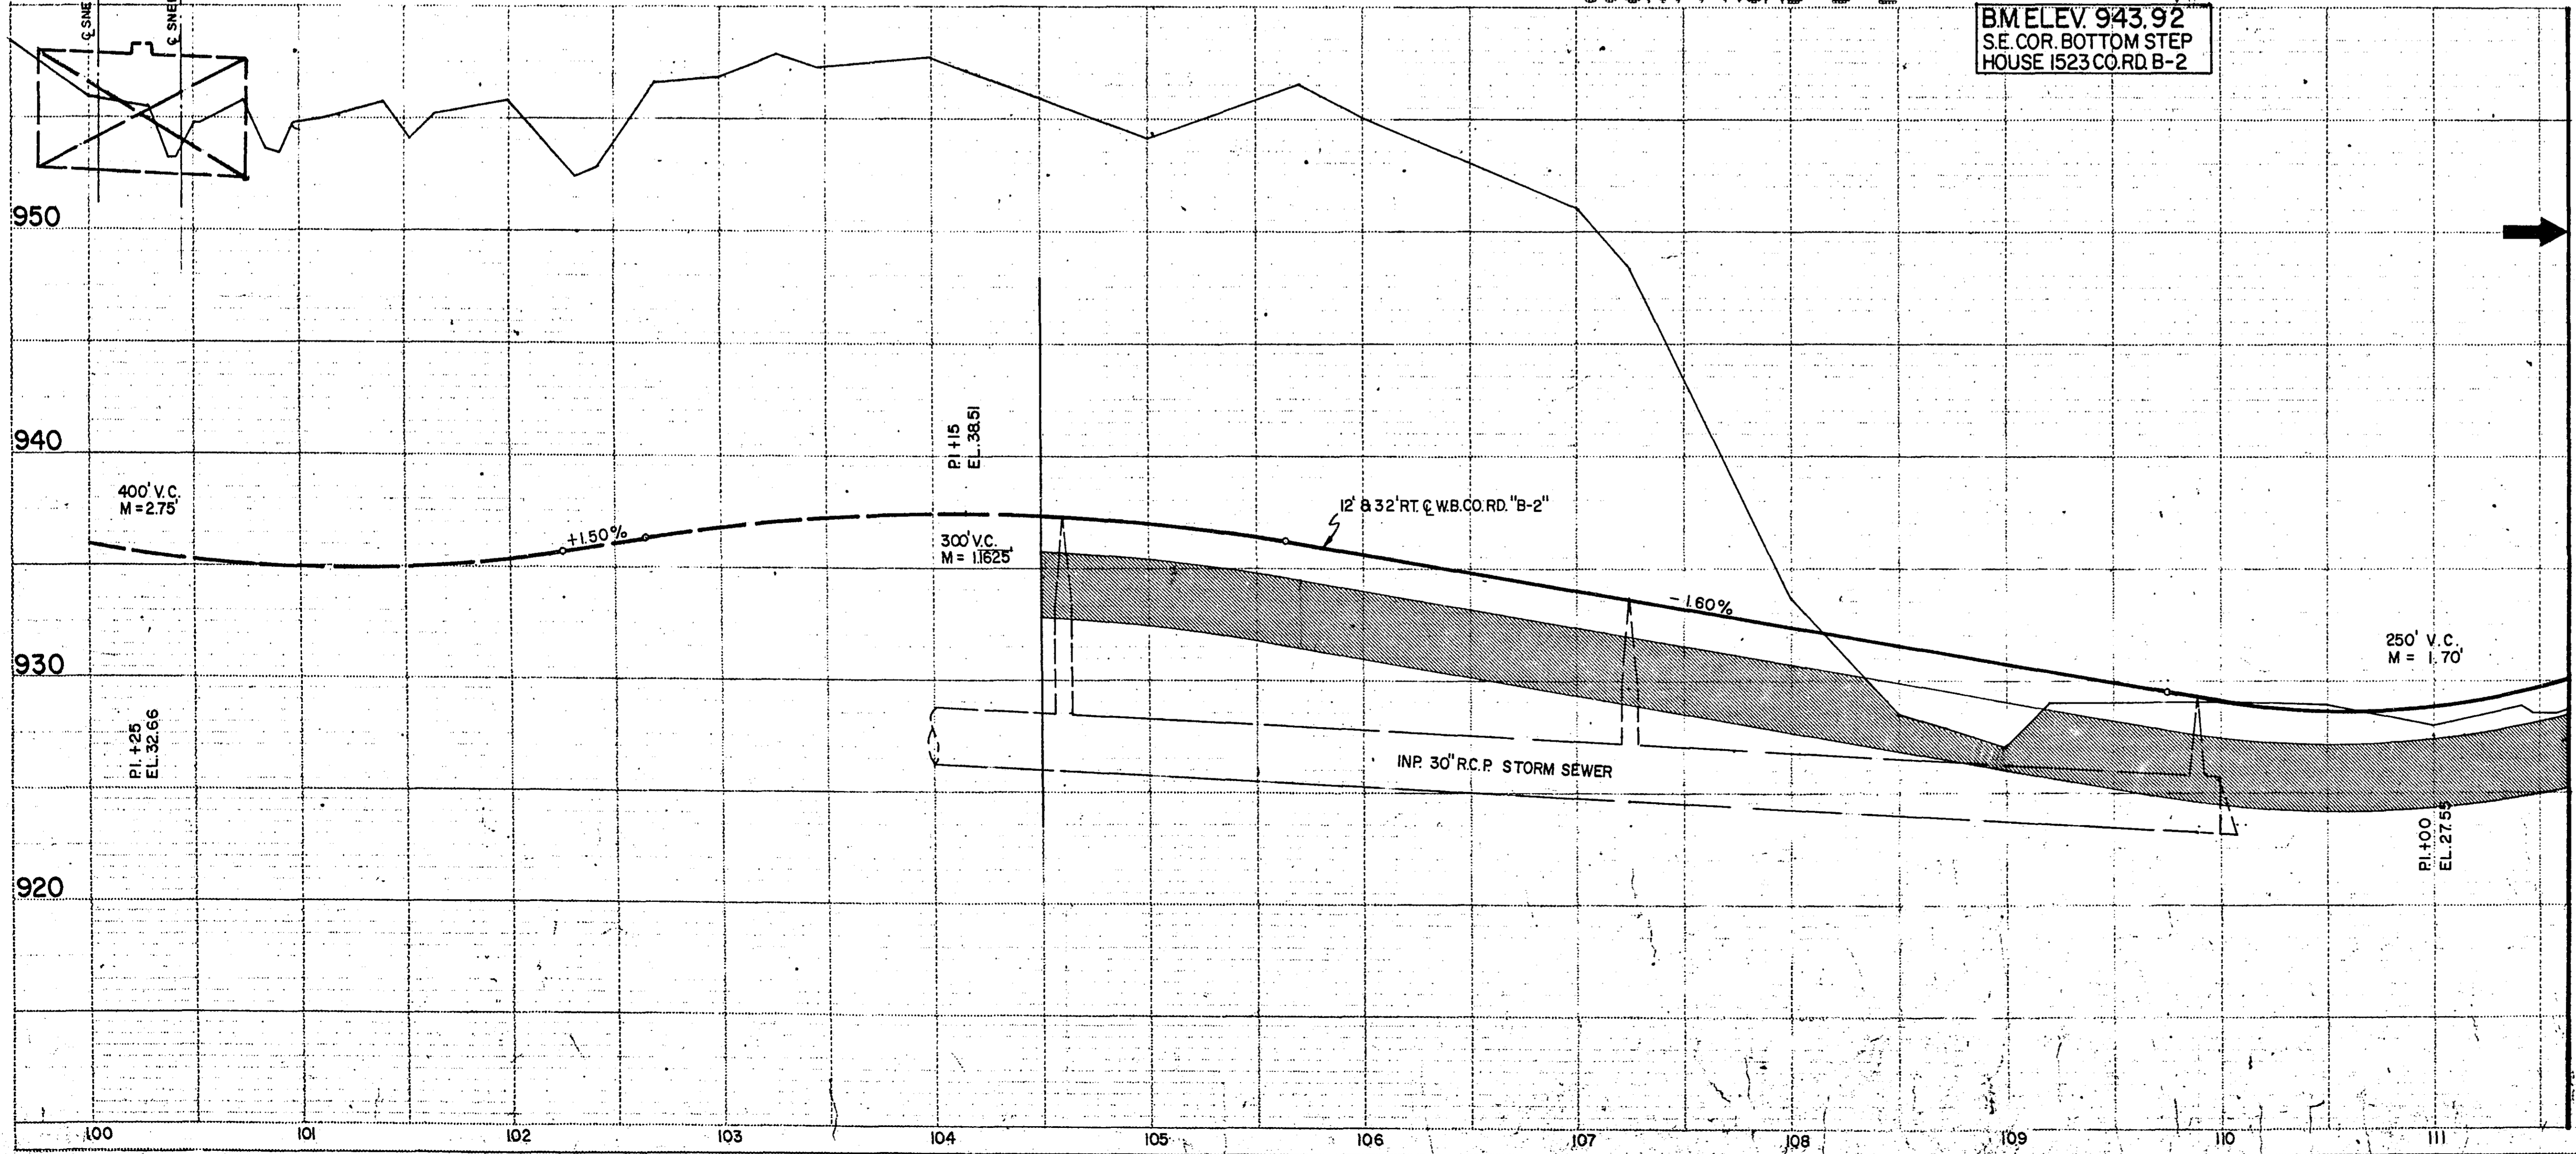 B.M. ELEV. 943.92
S.E. COR. BOTTOM STEP
HOUSE 1523 CO. RD. B-2
℄ SNE
℄ SNE
950
940
P.I. +15
EL. 38.51
400' V.C.
M = 2.75'
+1.50%
12' & 32' RT. ℄ W.B. CO. RD. "B-2"
300' V.C.
M = 1.1625'
-1.60%
250' V.C.
M = 1.70'
930
P.I. +25
EL. 32.66
INP. 30" R.C.P. STORM SEWER
P.I. +00
EL. 27.55
920
100 101 102 103 104 105 106 107 108 109 110 111